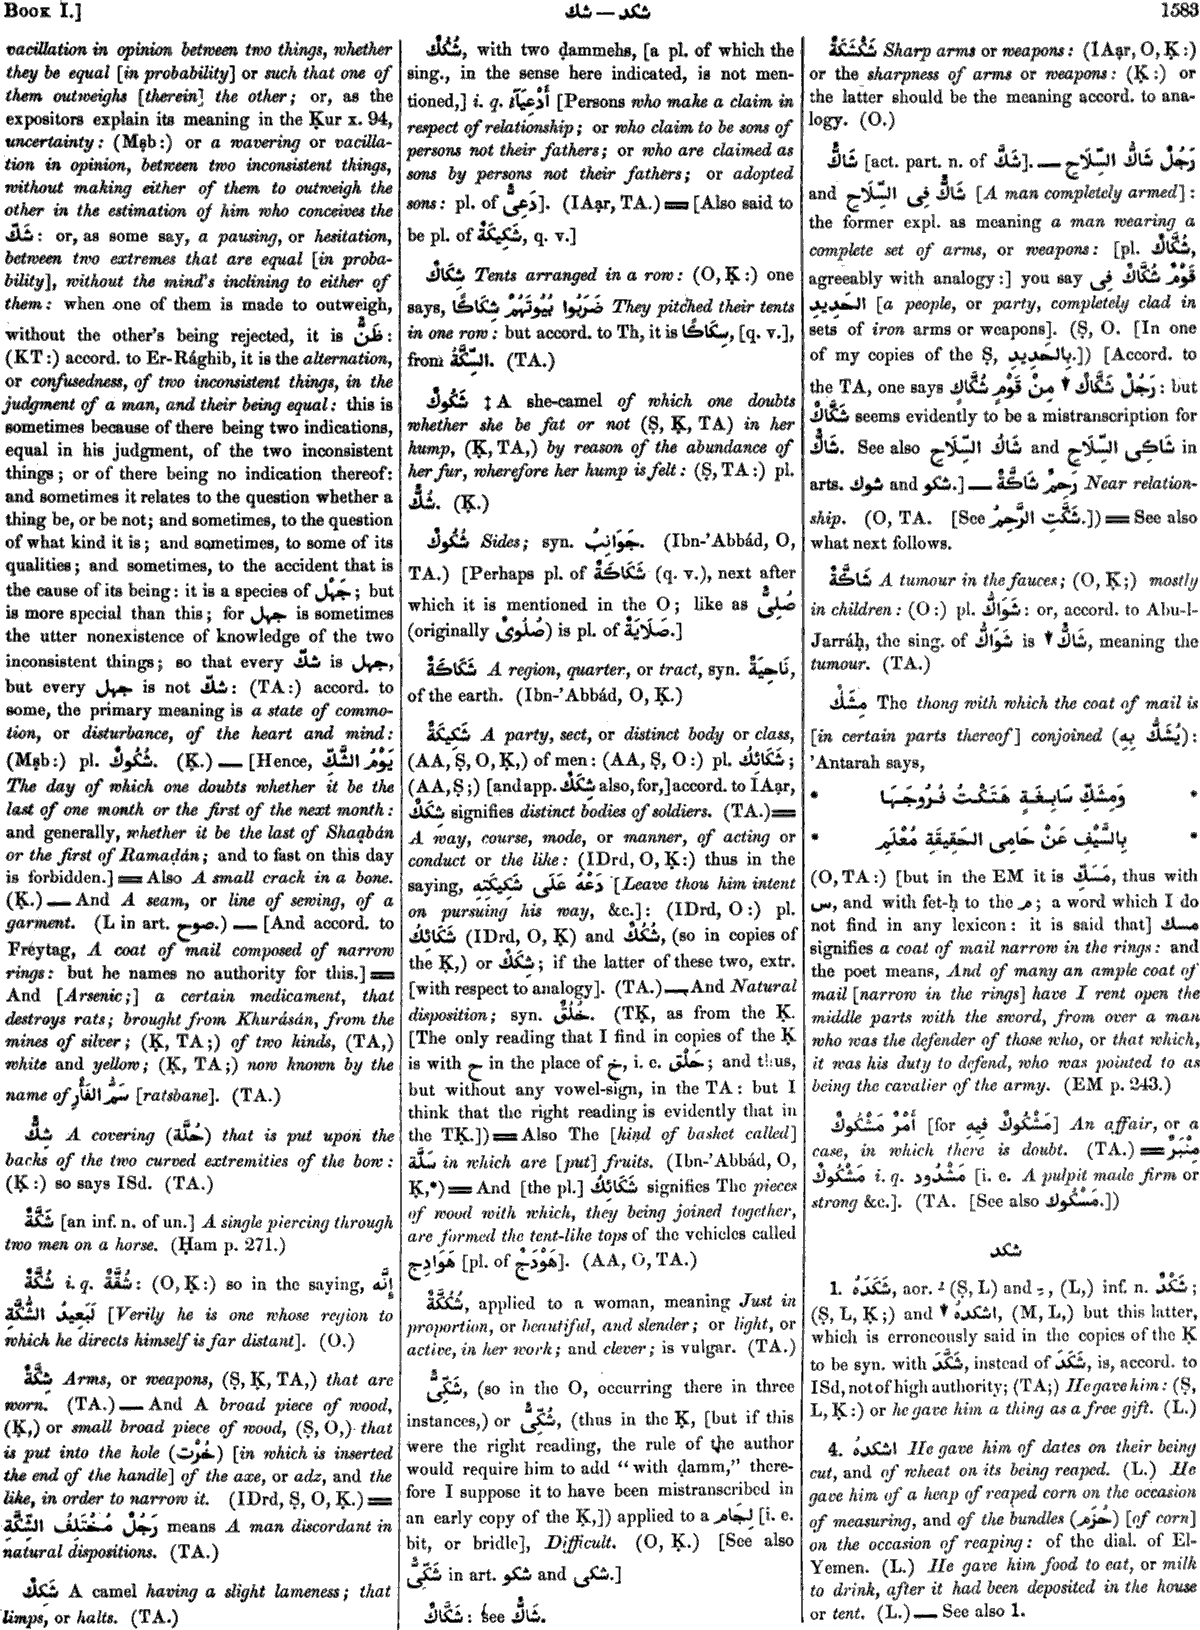 Book I.]
شك — شكد
1583
vacillation in opinion between two things, whether
they be equal [in probability] or such that one of
them outweighs [therein] the other; or, as the
expositors explain its meaning in the Ḳur x. 94,
uncertainty: (Mṣb:) or a wavering or vacilla-
tion in opinion, between two inconsistent things,
without making either of them to outweigh the
other in the estimation of him who conceives the
شَكّ: or, as some say, a pausing, or hesitation,
between two extremes that are equal [in proba-
bility], without the mind's inclining to either of
them: when one of them is made to outweigh,
without the other's being rejected, it is ظَنٌّ:
(KT:) accord. to Er-Rághib, it is the alternation,
or confusedness, of two inconsistent things, in the
judgment of a man, and their being equal: this is
sometimes because of there being two indications,
equal in his judgment, of the two inconsistent
things; or of there being no indication thereof:
and sometimes it relates to the question whether a
thing be, or be not; and sometimes, to the question
of what kind it is; and sometimes, to some of its
qualities; and sometimes, to the accident that is
the cause of its being: it is a species of جَهْل; but
is more special than this; for جهل is sometimes
the utter nonexistence of knowledge of the two
inconsistent things; so that every شكّ is جهل,
but every جهل is not شكّ: (TA:) accord. to
some, the primary meaning is a state of commo-
tion, or disturbance, of the heart and mind:
(Mṣb:) pl. شُكُوكٌ. (Ḳ.) — [Hence, يَوْمُ الشَّكِّ
The day of which one doubts whether it be the
last of one month or the first of the next month:
and generally, whether it be the last of Shaạbán
or the first of Ramaḍán; and to fast on this day
is forbidden.] = Also A small crack in a bone.
(Ḳ.) — And A seam, or line of sewing, of a
garment. (L in art. صوح.) — [And accord. to
Freytag, A coat of mail composed of narrow
rings: but he names no authority for this.] =
And [Arsenic;] a certain medicament, that
destroys rats; brought from Khurásán, from the
mines of silver; (Ḳ, TA;) of two kinds, (TA,)
white and yellow; (Ḳ, TA;) now known by the
name of سَمُّ الفَأْرِ [ratsbane]. (TA.)
شِكٌّ A covering (حُلَّة) that is put upon the
backs of the two curved extremities of the bow:
(Ḳ:) so says ISd. (TA.)
شَكَّةٌ [an inf. n. of un.] A single piercing through
two men on a horse. (Ḥam p. 271.)
شُكَّةٌ i. q. شُقَّةٌ: (O, Ḳ:) so in the saying, إِنَّه
لَبَعِيدُ الشُّكَّةِ [Verily he is one whose region to
which he directs himself is far distant]. (O.)
شِكَّةٌ Arms, or weapons, (Ṣ, Ḳ, TA,) that are
worn. (TA.) — And A broad piece of wood,
(Ḳ,) or small broad piece of wood, (Ṣ, O,) that
is put into the hole (خُرْت) [in which is inserted
the end of the handle] of the axe, or adz, and the
like, in order to narrow it. (IDrd, Ṣ, O, Ḳ.) =
رَجُلٌ مُخْتَلِفُ الشِّكَّةِ means A man discordant in
natural dispositions. (TA.)
شَكِكٌ A camel having a slight lameness; that
limps, or halts. (TA.)
شُكُكٌ, with two ḍammehs, [a pl. of which the
sing., in the sense here indicated, is not men-
tioned,] i. q. أَدْعِيَآءُ [Persons who make a claim in
respect of relationship; or who claim to be sons of
persons not their fathers; or who are claimed as
sons by persons not their fathers; or adopted
sons: pl. of دَعِىٌّ]. (IAạr, TA.) = [Also said to
be pl. of شَكِيكَةٌ, q. v.]
شِكَاكٌ Tents arranged in a row: (O, Ḳ:) one
says, ضَرَبُوا بُيُوتَهُمْ شِكَاكًا They pitched their tents
in one row: but accord. to Th, it is سِكَاكًا, [q. v.],
from السِّكَّةُ. (TA.)
شَكُوكٌ ‡ A she-camel of which one doubts
whether she be fat or not (Ṣ, Ḳ, TA) in her
hump, (Ḳ, TA,) by reason of the abundance of
her fur, wherefore her hump is felt: (Ṣ, TA:) pl.
شُكٌّ. (Ḳ.)
شُكُوكٌ Sides; syn. جَوَانِبُ. (Ibn-'Abbád, O,
TA.) [Perhaps pl. of شَكَاكَةٌ (q. v.), next after
which it is mentioned in the O; like as صُلِىٌّ
(originally صُلُوىٌ) is pl. of صَلَايَةٌ.]
شَكَاكَةٌ A region, quarter, or tract, syn. نَاحِيَةٌ,
of the earth. (Ibn-'Abbád, O, Ḳ.)
شَكِيكَةٌ A party, sect, or distinct body or class,
(AA, Ṣ, O, Ḳ,) of men: (AA, Ṣ, O:) pl. شَكَائِكُ;
(AA, Ṣ;) [and app. شِكَكٌ also, for,] accord. to IAạr,
شِكَكٌ signifies distinct bodies of soldiers. (TA.) =
A way, course, mode, or manner, of acting or
conduct or the like: (IDrd, O, Ḳ:) thus in the
saying, دَعْهُ عَلَى شَكِيكَتِهِ [Leave thou him intent
on pursuing his way, &c.]: (IDrd, O:) pl.
شَكَائِكُ (IDrd, O, Ḳ) and شُكُكٌ, (so in copies of
the Ḳ,) or شِكَكٌ; if the latter of these two, extr.
[with respect to analogy]. (TA.) — And Natural
disposition; syn. خُلُقٌ. (TḲ, as from the Ḳ.
[The only reading that I find in copies of the Ḳ
is with ح in the place of خ, i. e. حَلْق; and thus,
but without any vowel-sign, in the TA: but I
think that the right reading is evidently that in
the TḲ.]) = Also The [kind of basket called]
سَلَّة in which are [put] fruits. (Ibn-'Abbád, O,
Ḳ,*) = And [the pl.] شَكَائِكُ signifies The pieces
of wood with which, they being joined together,
are formed the tent-like tops of the vehicles called
هَوَادِج [pl. of هَوْدَجٌ]. (AA, O, TA.)
شُكُكَّةٌ, applied to a woman, meaning Just in
proportion, or beautiful, and slender; or light, or
active, in her work; and clever; is vulgar. (TA.)
شَكِّىٌّ, (so in the O, occurring there in three
instances,) or شُكِّىٌّ, (thus in the Ḳ, [but if this
were the right reading, the rule of the author
would require him to add "with ḍamm," there-
fore I suppose it to have been mistranscribed in
an early copy of the Ḳ,]) applied to a لِجَام [i. e.
bit, or bridle], Difficult. (O, Ḳ.) [See also
شَكِّىٌّ in art. شكو and شكى.]
شَكَّاكٌ: see شَاكٌّ.
شَكْشَكَةٌ Sharp arms or weapons: (IAạr, O, Ḳ:)
or the sharpness of arms or weapons: (Ḳ:) or
the latter should be the meaning accord. to ana-
logy. (O.)
شَاكٌّ [act. part. n. of شَكَّ]. — رَجُلٌ شَاكُّ السِّلَاحِ
and شَاكٌّ فِى السِّلَاحِ [A man completely armed]:
the former expl. as meaning a man wearing a
complete set of arms, or weapons: [pl. شُكَّاكٌ,
agreeably with analogy:] you say قَوْمٌ شُكَّاكٌ فِى
الحَدِيدِ [a people, or party, completely clad in
sets of iron arms or weapons]. (Ṣ, O. [In one
of my copies of the Ṣ, بِالحَدِيدِ.]) [Accord. to
the TA, one says رَجُلٌ شَكَّاكٌ ♦ مِنْ قَوْمٍ شُكَّاكٍ: but
شَكَّاكٌ seems evidently to be a mistranscription for
شَاكٌّ. See also شَاكُ السِّلَاحِ and شَاكِى السِّلَاحِ in
arts. شوك and شكو.] — رَحِمٌ شَاكَّةٌ Near relation-
ship. (O, TA. [See شَكَّتِ الرَّحِمُ.]) = See also
what next follows.
شَاكَّةٌ A tumour in the fauces; (O, Ḳ;) mostly
in children: (O:) pl. شَوَاكُّ: or, accord. to Abu-l-
Jarráḥ, the sing. of شَوَاكُّ is ♦ شَاكٌّ, meaning the
tumour. (TA.)
مِشَكٌّ The thong with which the coat of mail is
[in certain parts thereof] conjoined (يُشَكُّ بِهِ):
'Antarah says,
* وَمِشَكِّ سَابِغَةٍ هَتَكْتُ فُرُوجَهَا *
* بِالسَّيْفِ عَنْ حَامِى الحَقِيقَةِ مُعْلَمِ *
(O, TA:) [but in the EM it is مَسَكّ, thus with
س, and with fet-ḥ to the م; a word which I do
not find in any lexicon: it is said that] مسك
signifies a coat of mail narrow in the rings: and
the poet means, And of many an ample coat of
mail [narrow in the rings] have I rent open the
middle parts with the sword, from over a man
who was the defender of those who, or that which,
it was his duty to defend, who was pointed to as
being the cavalier of the army. (EM p. 243.)
أَمْرٌ مَشْكُوكٌ [for مَشْكُوكٌ فِيهِ] An affair, or a
case, in which there is doubt. (TA.) = مِنْبَرٌ
مَشْكُوكٌ i. q. مَشْدُود [i. e. A pulpit made firm or
strong &c.]. (TA. [See also مَسْكُوك.])
شكد
1. شَكَدَهُ, aor. ـُ (Ṣ, L) and ـِ, (L,) inf. n. شَكْدٌ;
(Ṣ, L, Ḳ;) and ♦ اشكدهُ, (M, L,) but this latter,
which is erroneously said in the copies of the Ḳ
to be syn. with شَكَّدَ, instead of شَكَدَ, is, accord. to
ISd, not of high authority; (TA;) He gave him: (Ṣ,
L, Ḳ:) or he gave him a thing as a free gift. (L.)
4. اشكدهُ He gave him of dates on their being
cut, and of wheat on its being reaped. (L.) He
gave him of a heap of reaped corn on the occasion
of measuring, and of the bundles (حُزَم) [of corn]
on the occasion of reaping: of the dial. of El-
Yemen. (L.) He gave him food to eat, or milk
to drink, after it had been deposited in the house
or tent. (L.) — See also 1.